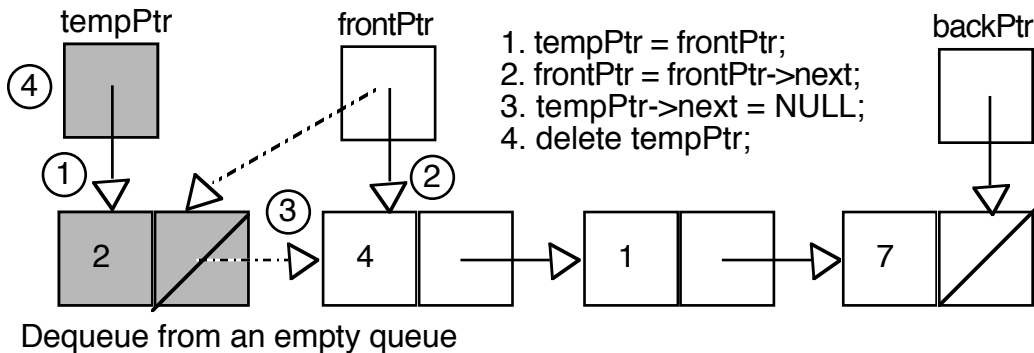 tempPtr
frontPtr
backPtr
1. tempPtr = frontPtr;
2. frontPtr = frontPtr->next;
3. tempPtr->next = NULL;
4. delete tempPtr;
4
1
2
3
2
4
1
7
Dequeue from an empty queue